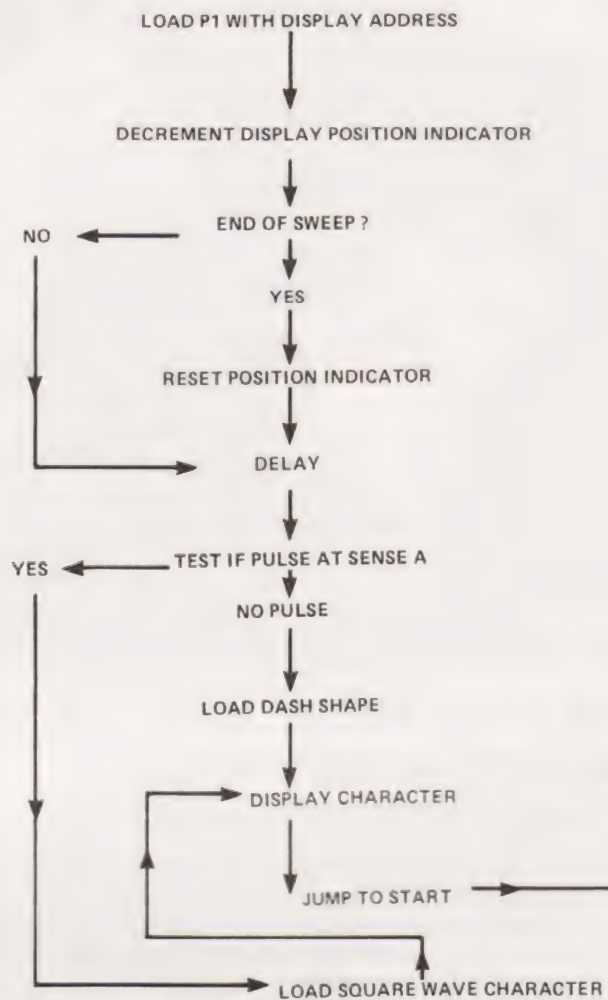 LOAD P1 WITH DISPLAY ADDRESS
DECREMENT DISPLAY POSITION INDICATOR
NO
END OF SWEEP ?
YES
RESET POSITION INDICATOR
DELAY
YES
TEST IF PULSE AT SENSE A
NO PULSE
LOAD DASH SHAPE
DISPLAY CHARACTER
JUMP TO START
LOAD SQUARE WAVE CHARACTER